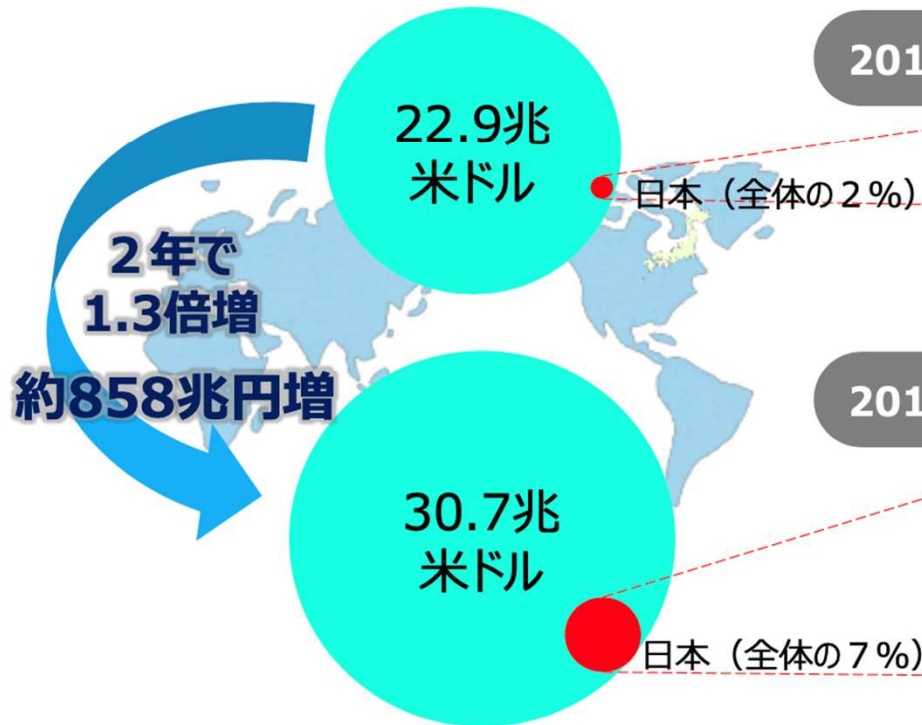 201
22.9兆
米ドル
日本（全体の２%）
２年で
1.3倍増
約858兆円増
201
30.7兆
米ドル
日本（全体の７%）